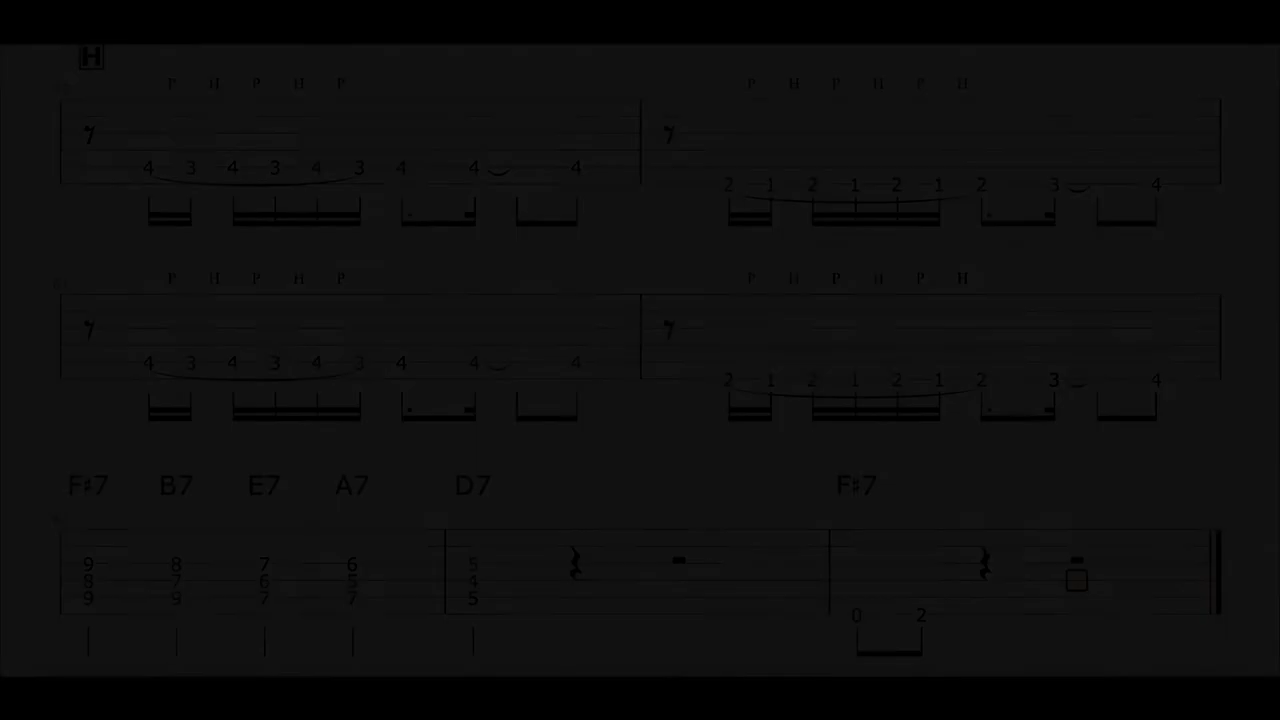 H
P H P H P P H P H P H
4 3 4 3 4 3 4 4 4
2 1 2 1 2 1 2 3 4
P H P H P P H P H P H
4 3 4 3 4 3 4 4 4
2 1 2 1 2 1 2 3 4
F♯7 B7 E7 A7 D7 F♯7
9 8 7 6 5
8 7 6 5 4
9 9 7 7 5
0 2